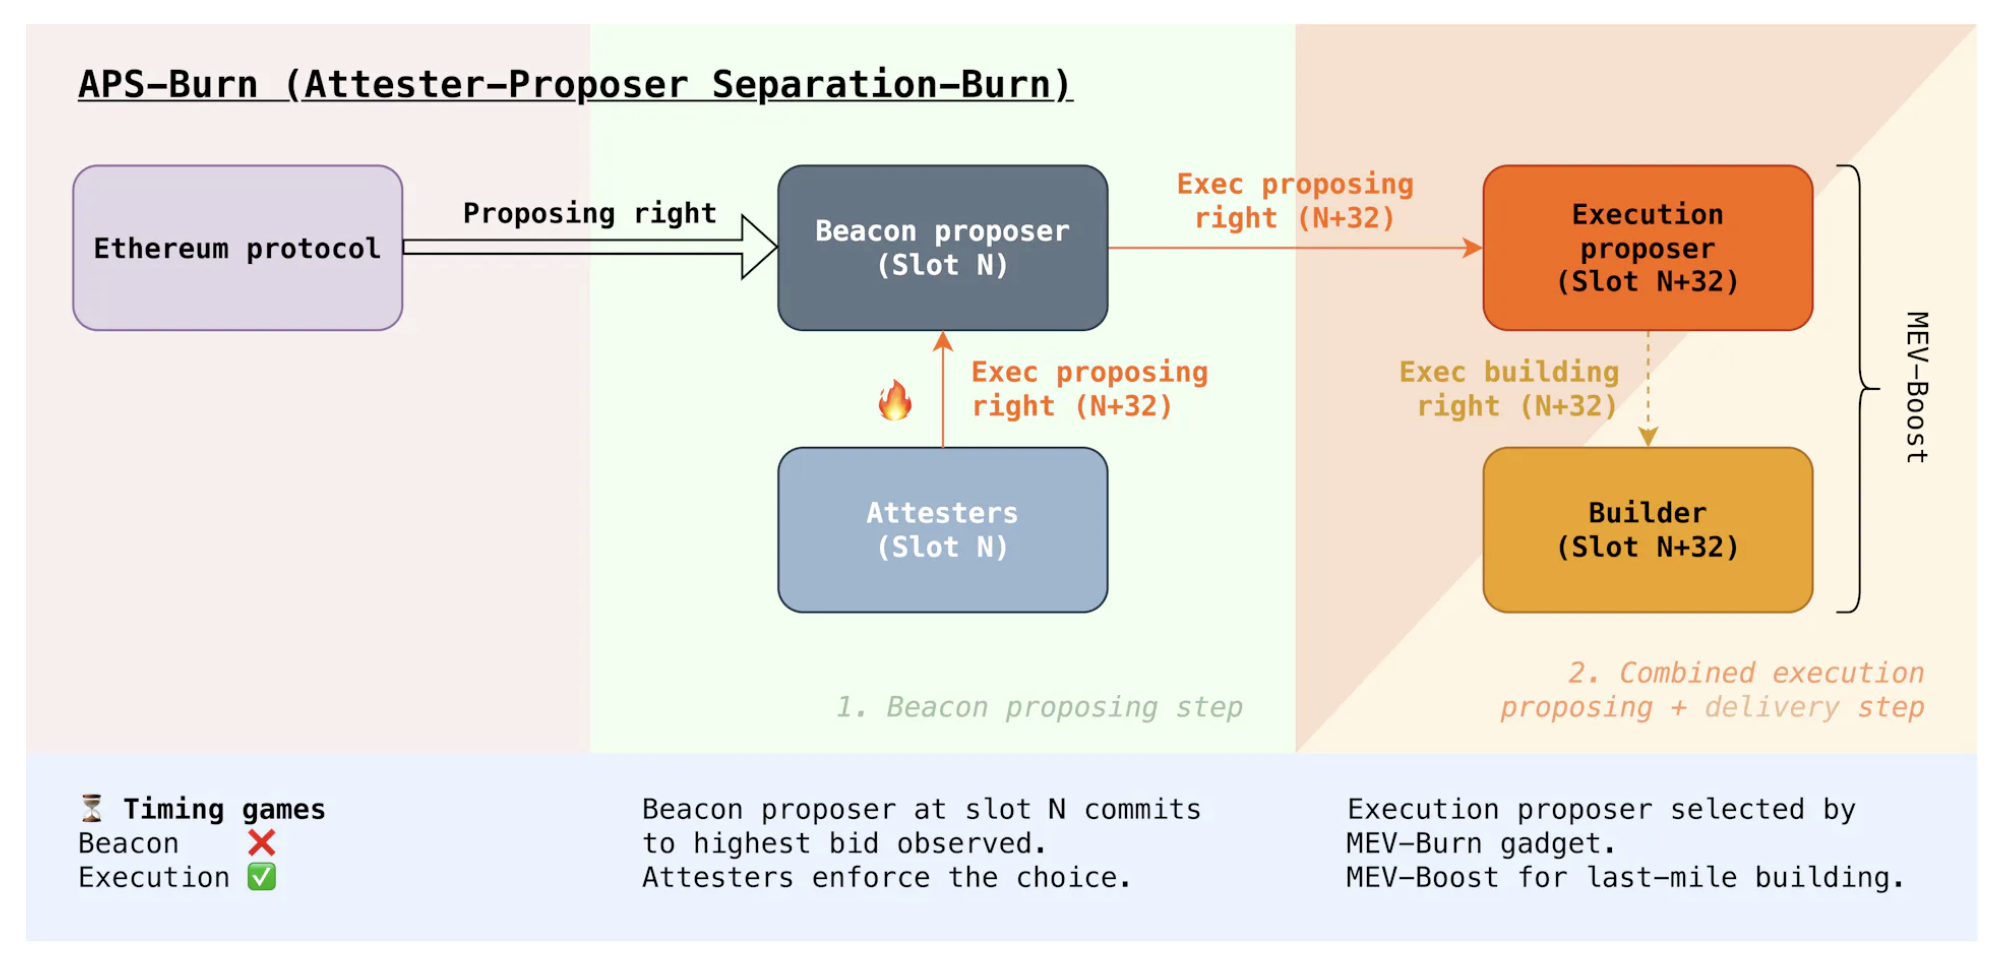 APS–Burn (Attester–Proposer Separation–Burn)
Ethereum protocol
Proposing right
Beacon proposer
(Slot N)
Exec proposing
right (N+32)
Execution
proposer
(Slot N+32)
Exec proposing
right (N+32)
Exec building
right (N+32)
MEV–Boost
Attesters
(Slot N)
Builder
(Slot N+32)
1. Beacon proposing step
2. Combined execution
proposing + delivery step
⏳ Timing games
Beacon ❌
Execution ✅
Beacon proposer at slot N commits
to highest bid observed.
Attesters enforce the choice.
Execution proposer selected by
MEV–Burn gadget.
MEV–Boost for last–mile building.